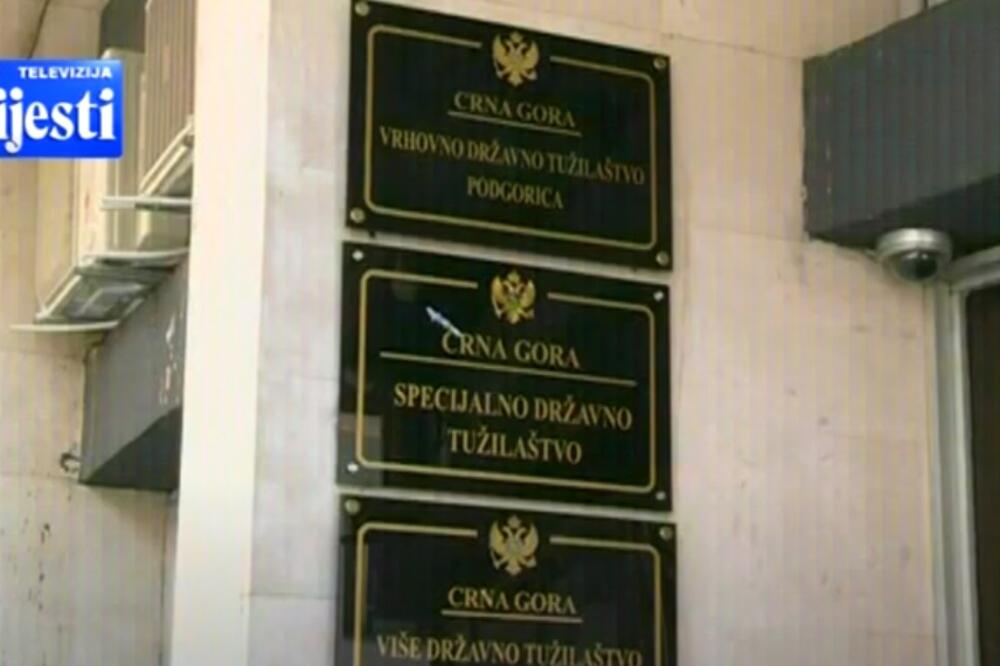 TELEVIZIJA
ijesti
CRNA GORA
VRHOVNO DRŽAVNO TUŽILAŠTVO
PODGORICA
CRNA GORA
SPECIJALNO DRŽAVNO
TUŽILAŠTVO
CRNA GORA
VIŠE DRŽAVNO TUŽILAŠTVO